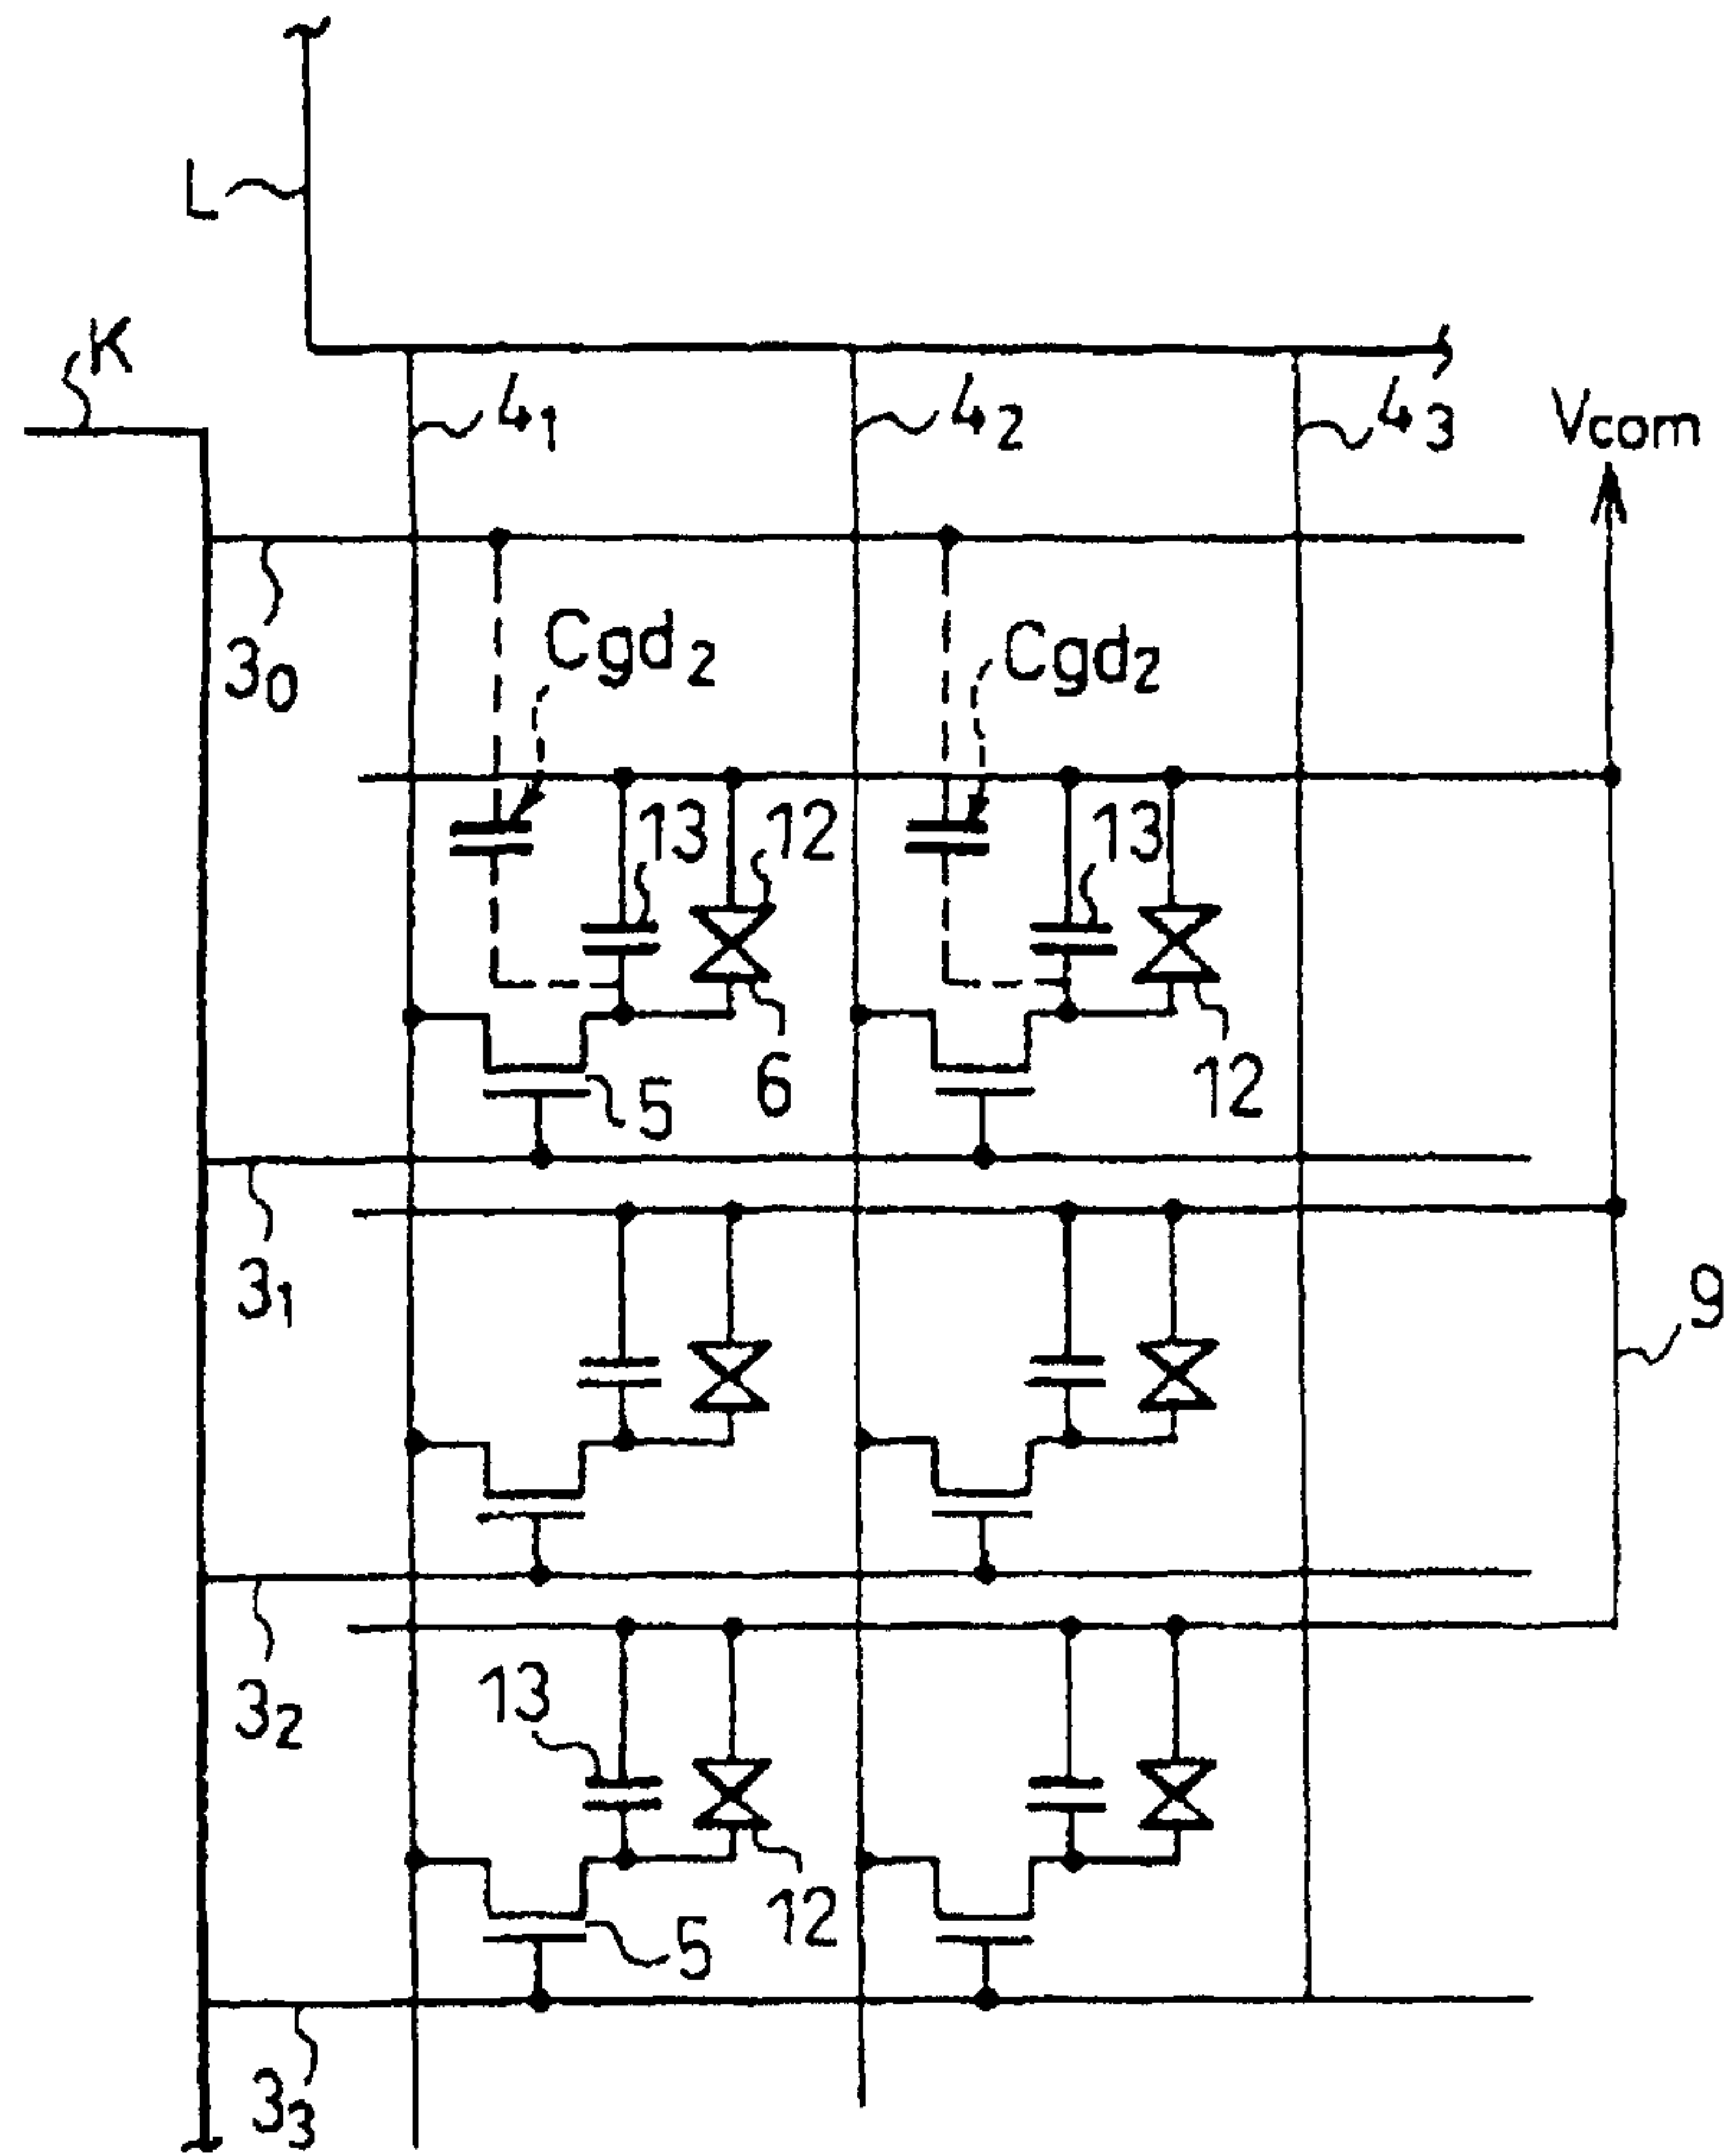 L
K
4₁ 4₂ 4₃ Vcom
3₀ Cgd₂ Cgd₂
13 12 13
5 6 12
3₁
9
3₂
13
12
5
3₃